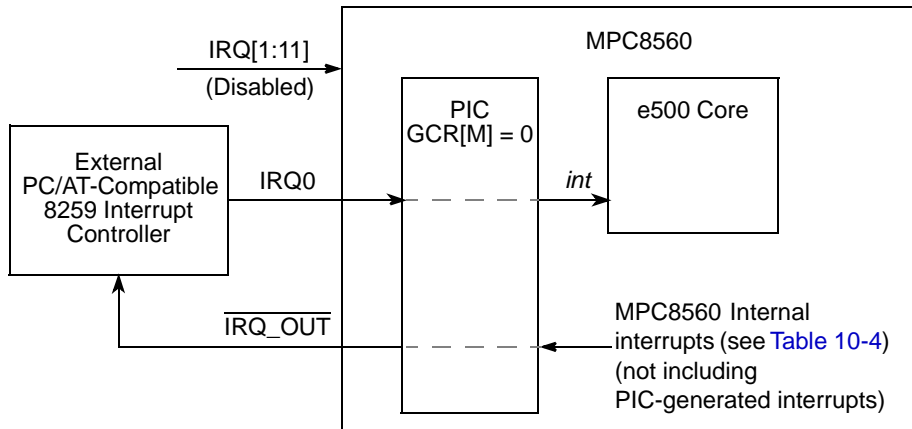 MPC8560
IRQ[1:11]
(Disabled)
PIC
GCR[M] = 0
e500 Core
External
PC/AT-Compatible
8259 Interrupt
Controller
IRQ0
int
IRQ_OUT
MPC8560 Internal
interrupts (see Table 10-4)
(not including
PIC-generated interrupts)